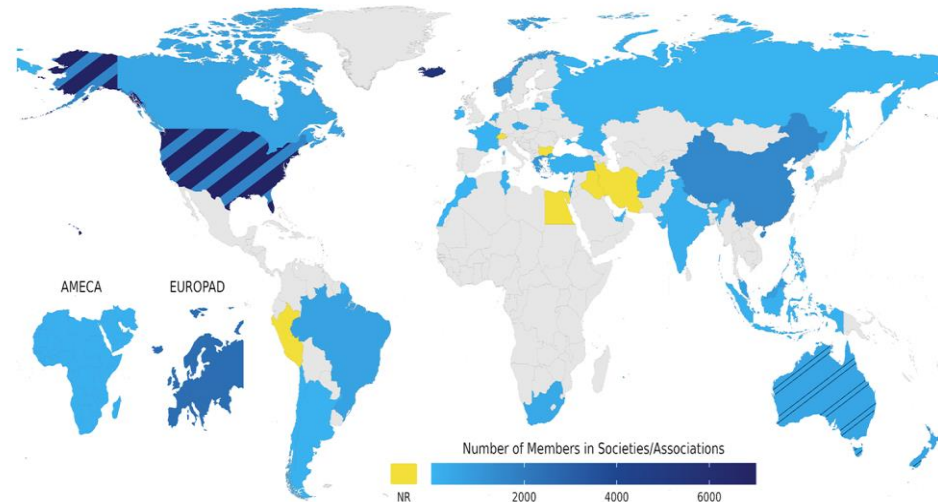 AMECA
EUROPAD
Number of Members in Societies/Associations
NR
2000
4000
6000